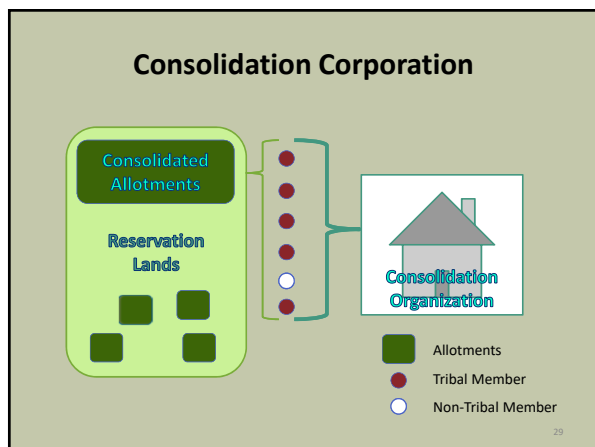 Consolidation Corporation
Consolidated
Allotments
Reservation
Lands
Consolidation
Organization
Allotments
Tribal Member
Non-Tribal Member
29